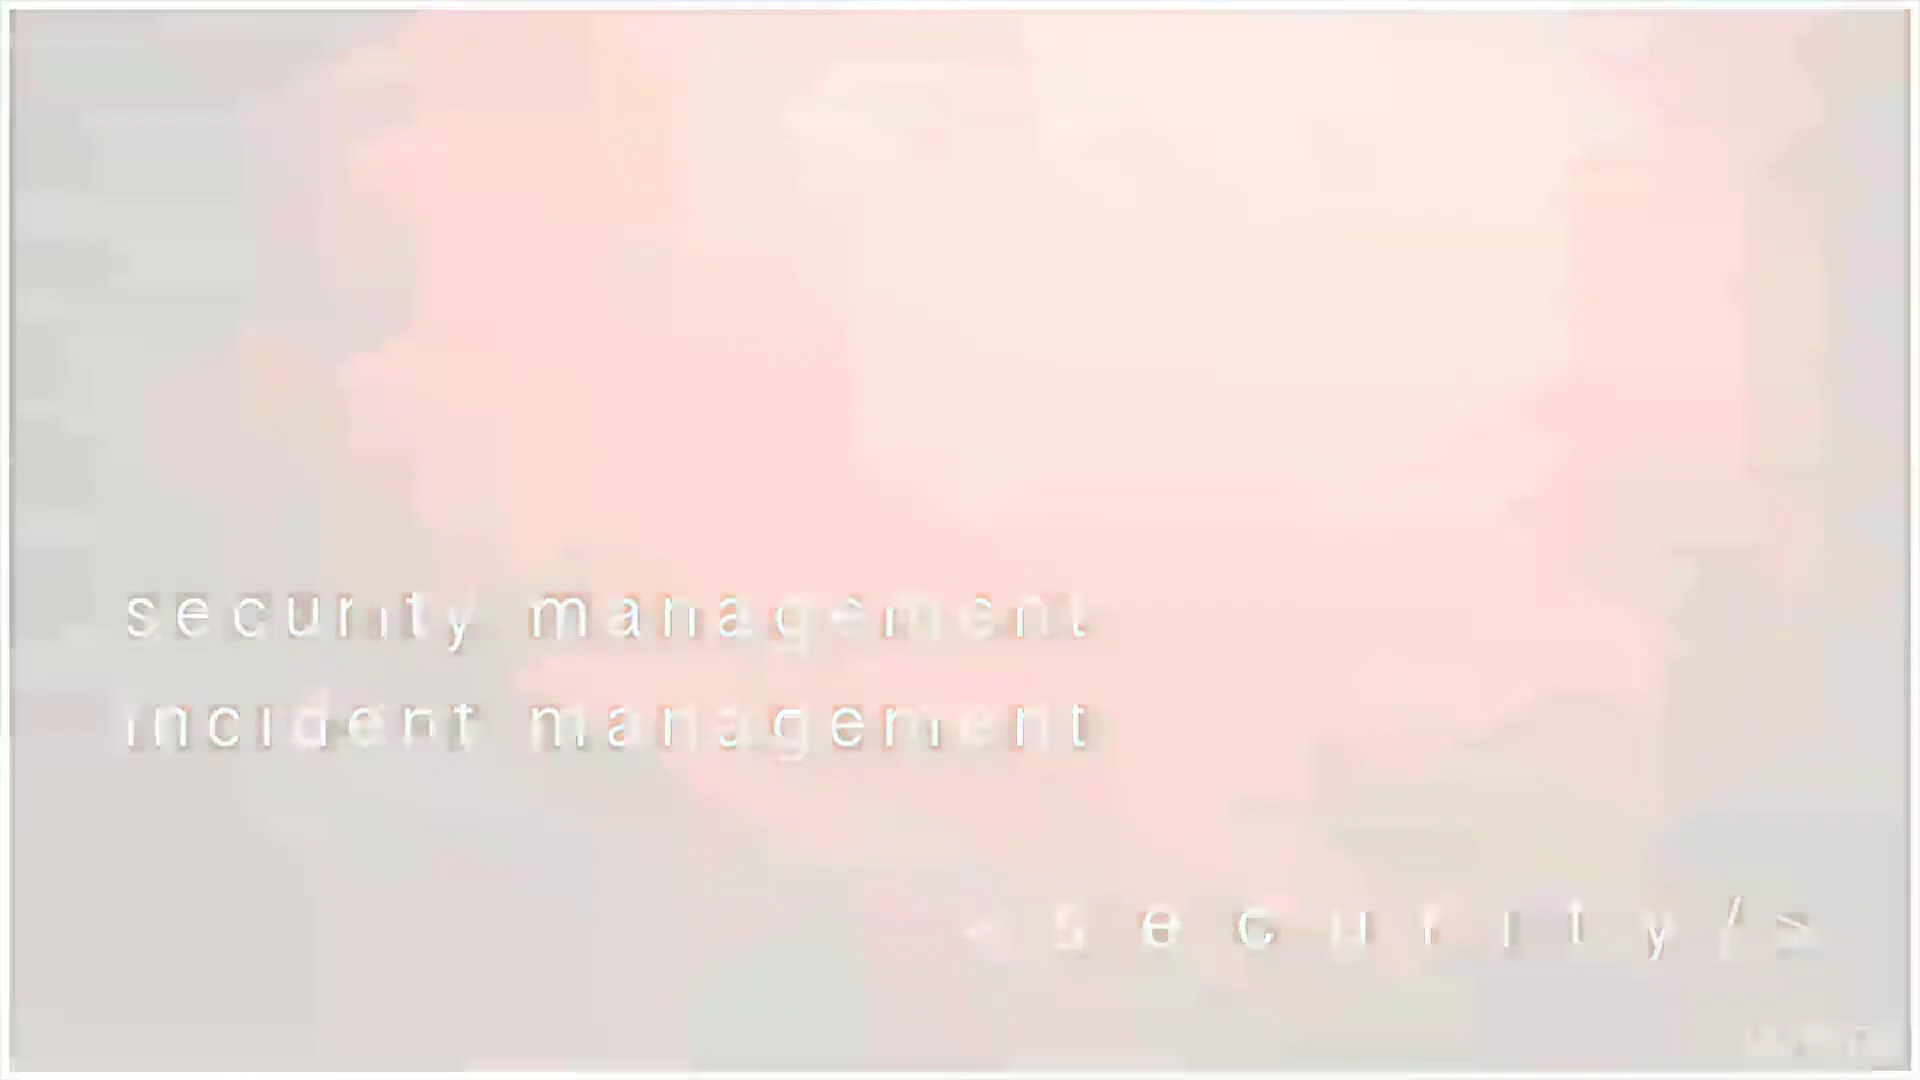 security management
incident management
<security/>